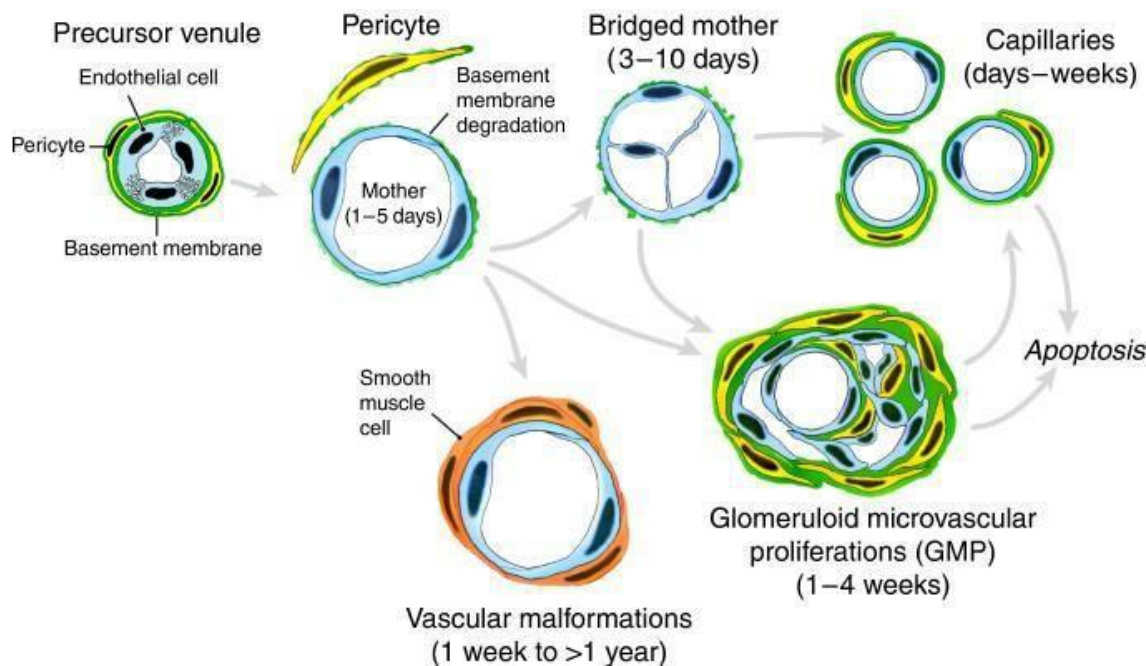 Precursor venule
Endothelial cell
Pericyte
Basement membrane
Pericyte
Basement
membrane
degradation
Mother
(1–5 days)
Bridged mother
(3–10 days)
Capillaries
(days–weeks)
Apoptosis
Smooth
muscle
cell
Vascular malformations
(1 week to >1 year)
Glomeruloid microvascular
proliferations (GMP)
(1–4 weeks)